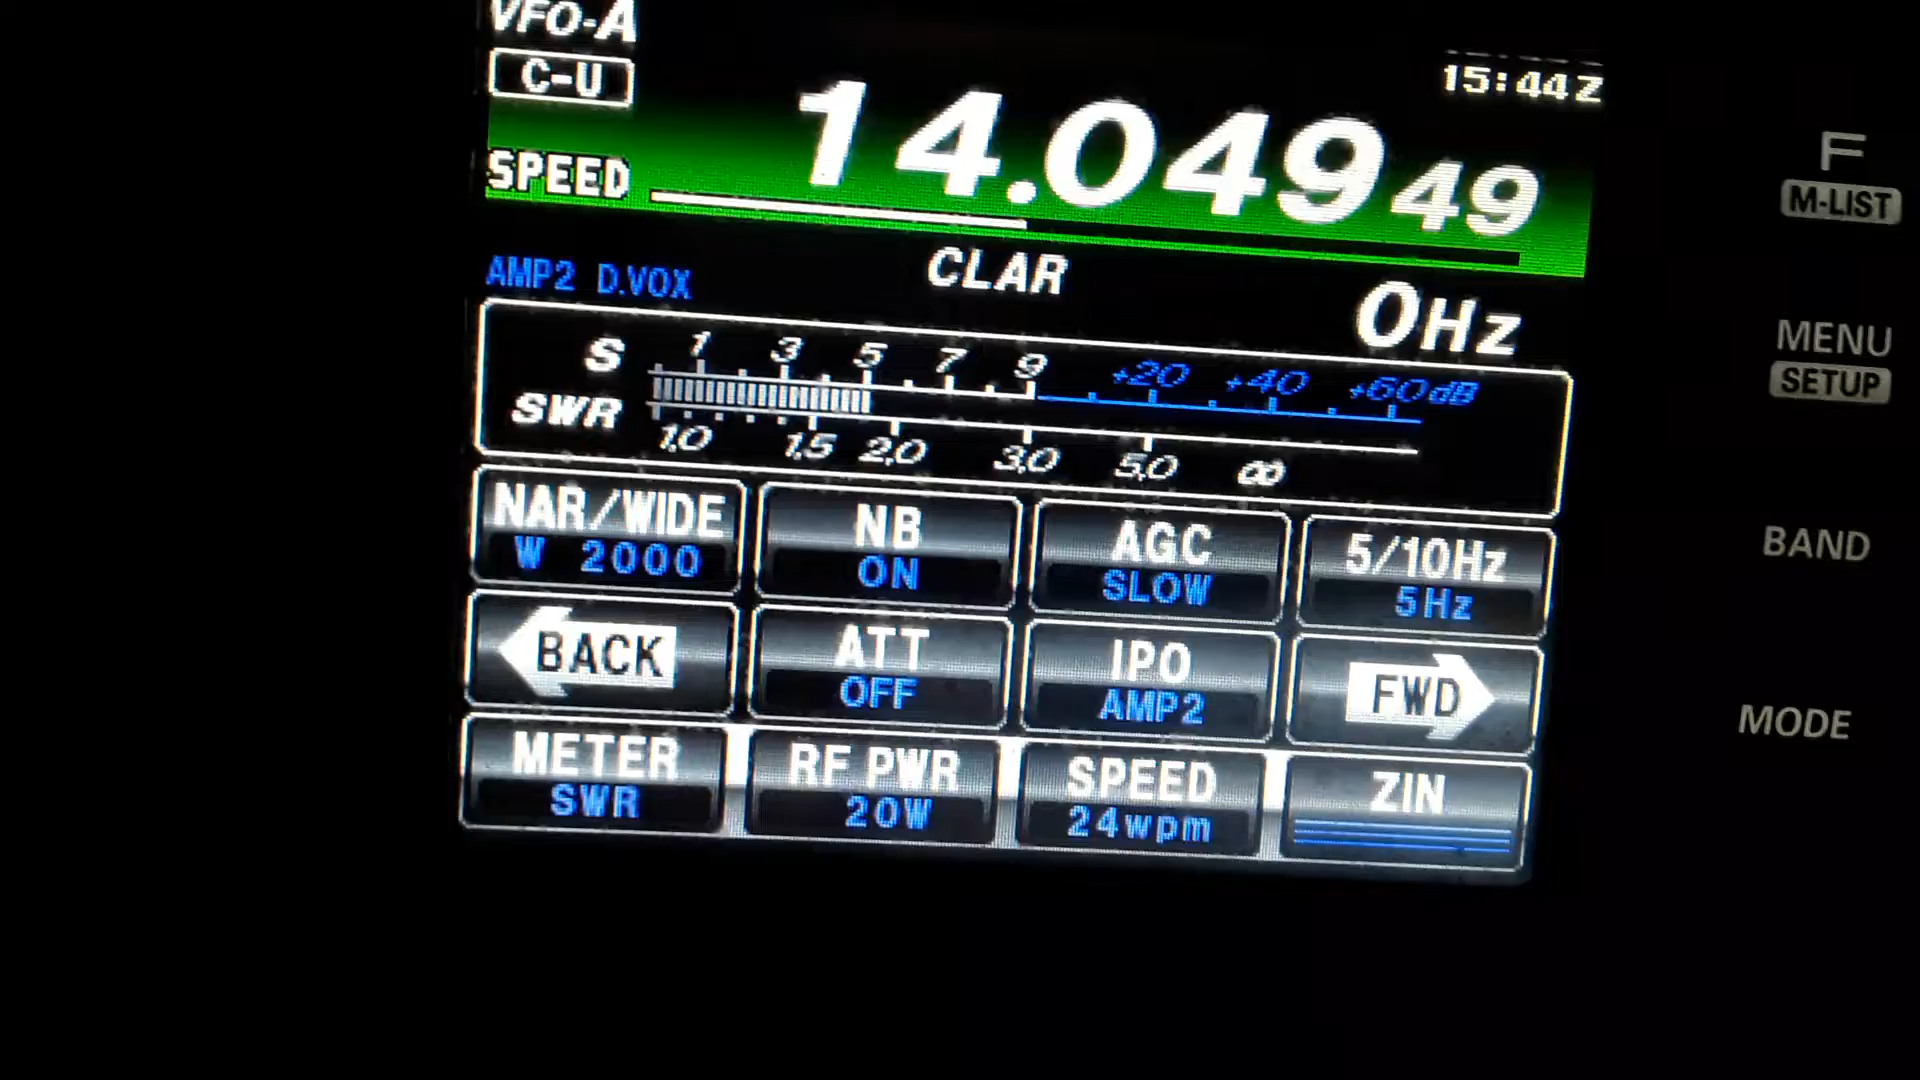 VFO-A
C-U
15:44Z
14.04949
SPEED
CLAR
0Hz
AMP2 D.VOX
S 1 3 5 7 9 +20 +40 +60dB
SWR 1.0 1.5 2.0 3.0 5.0 ∞
NAR/WIDE NB AGC 5/10Hz
W 2000 ON SLOW 5Hz
BACK ATT IPO FWD
OFF AMP2
METER RF PWR SPEED ZIN
SWR 20W 24wpm
F
M-LIST
MENU
SETUP
BAND
MODE